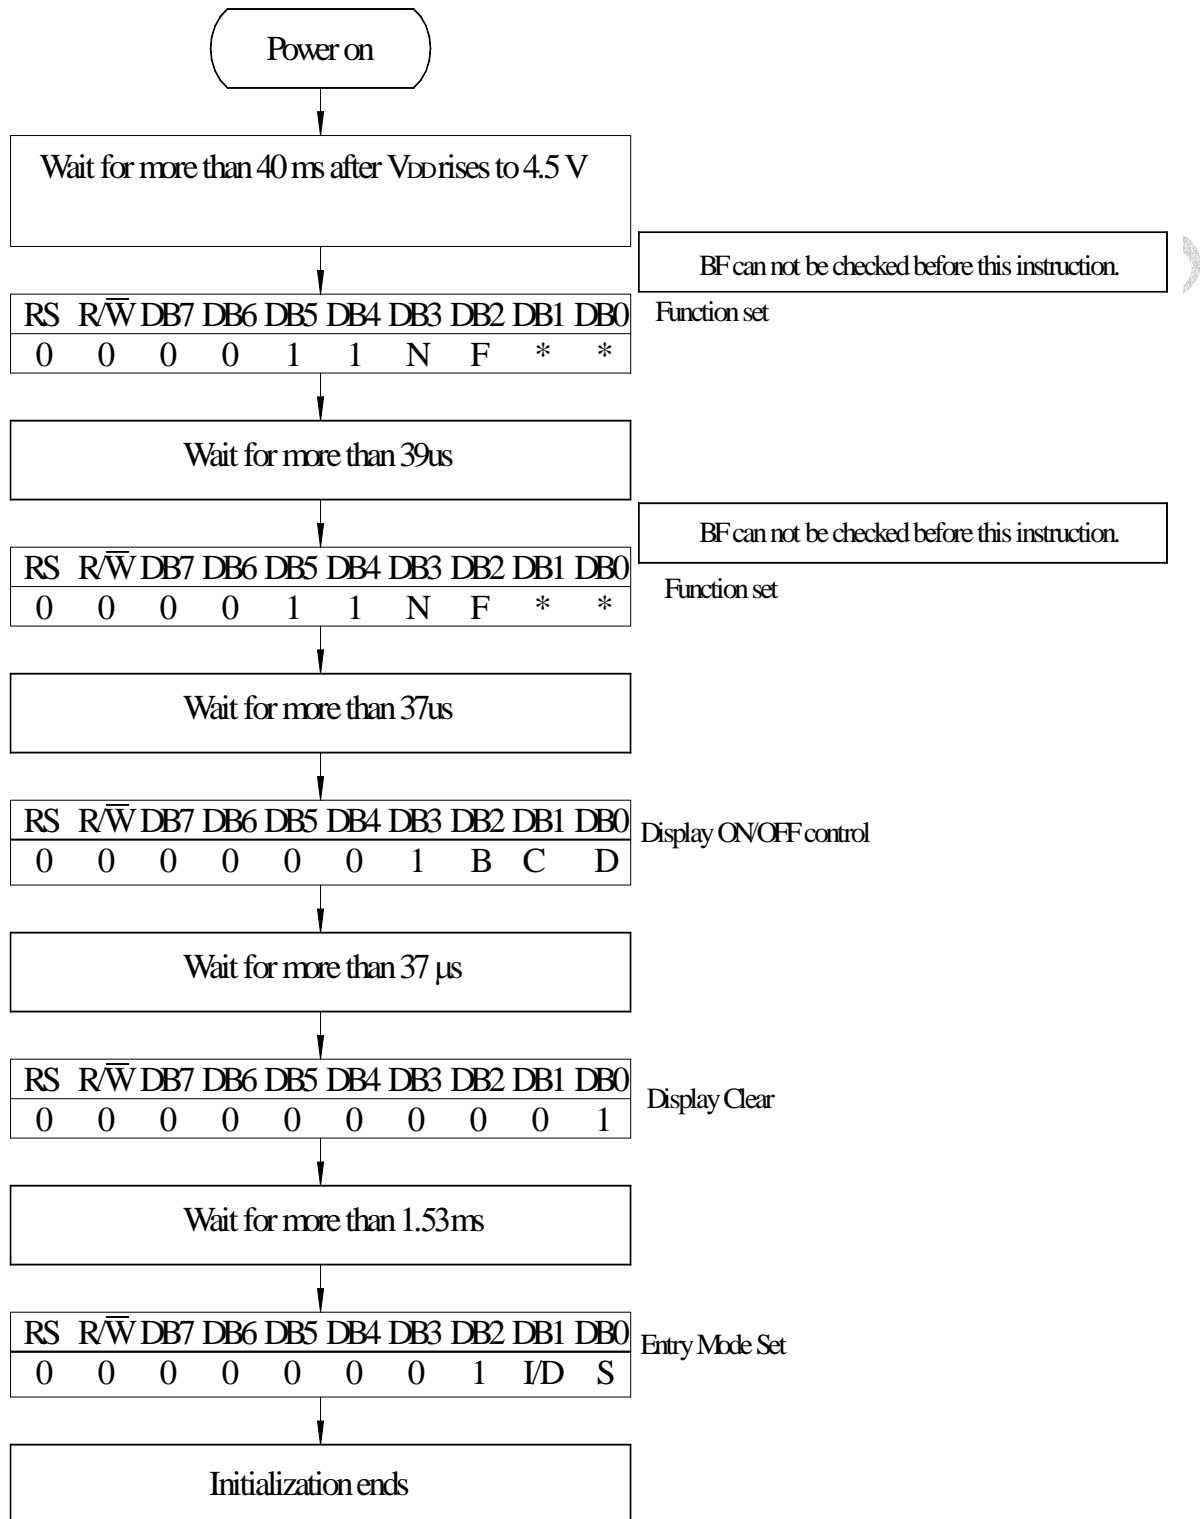 Power on
Wait for more than 40 ms after VDD rises to 4.5 V
BF can not be checked before this instruction.
RS R/W̅ DB7 DB6 DB5 DB4 DB3 DB2 DB1 DB0
Function set
0 0 0 0 1 1 N F * *
Wait for more than 39us
BF can not be checked before this instruction.
RS R/W̅ DB7 DB6 DB5 DB4 DB3 DB2 DB1 DB0
Function set
0 0 0 0 1 1 N F * *
Wait for more than 37us
RS R/W̅ DB7 DB6 DB5 DB4 DB3 DB2 DB1 DB0
Display ON/OFF control
0 0 0 0 0 0 1 B C D
Wait for more than 37 μs
RS R/W̅ DB7 DB6 DB5 DB4 DB3 DB2 DB1 DB0
Display Clear
0 0 0 0 0 0 0 0 0 1
Wait for more than 1.53ms
RS R/W̅ DB7 DB6 DB5 DB4 DB3 DB2 DB1 DB0
Entry Mode Set
0 0 0 0 0 0 0 1 I/D S
Initialization ends